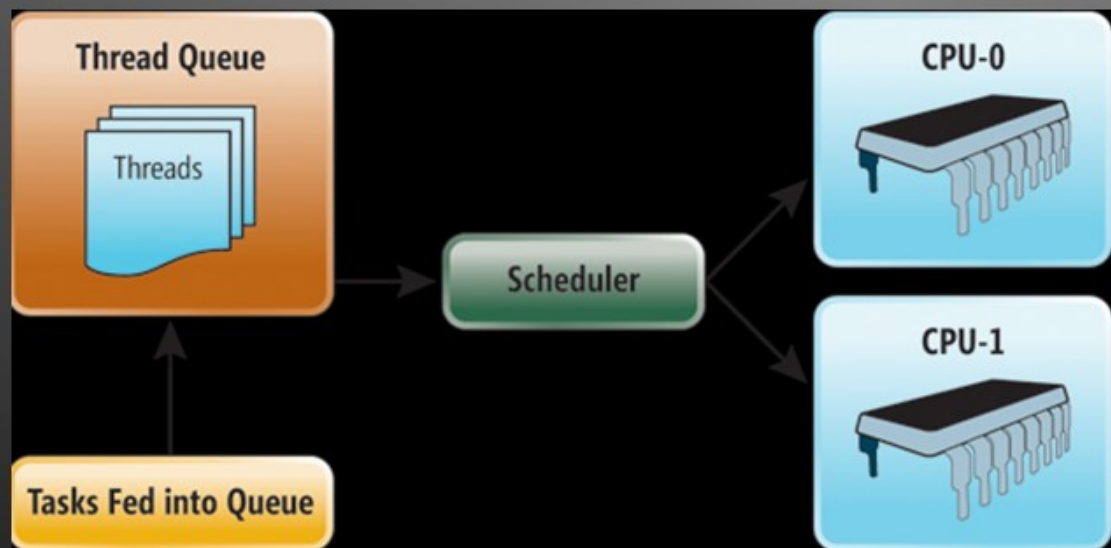 Thread Queue
Threads
Tasks Fed into Queue
Scheduler
CPU-0
CPU-1